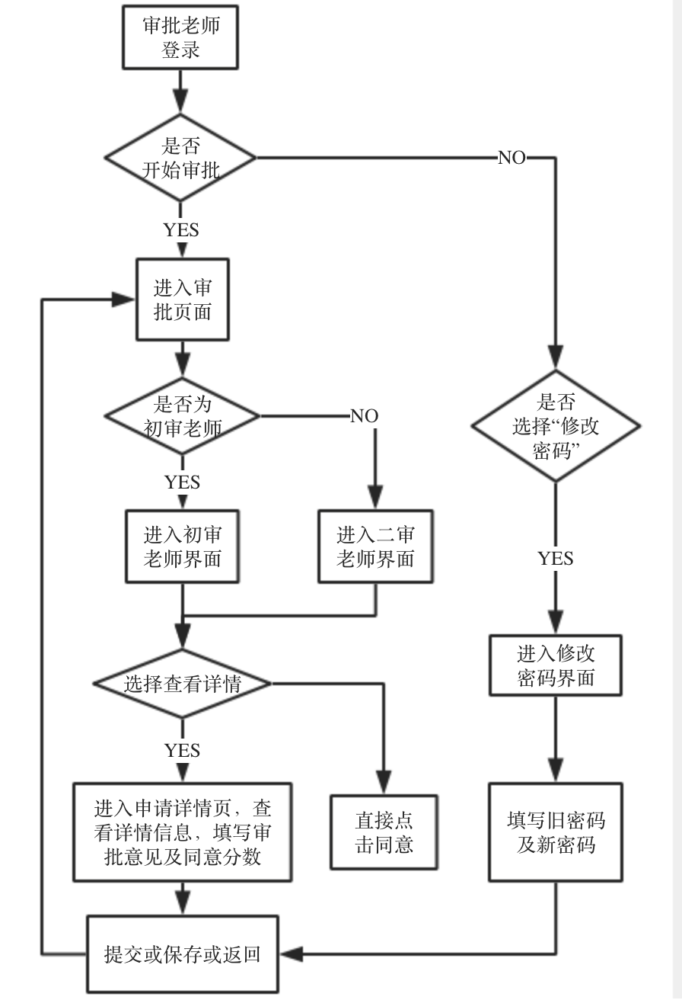 审批老师
登录
是否
开始审批
NO
YES
进入审
批页面
是否为
初审老师
NO
是否
选择“修改
密码”
YES
进入初审
老师界面
进入二审
老师界面
YES
进入修改
密码界面
选择查看详情
YES
进入申请详情页，查
看详情信息，填写审
批意见及同意分数
直接点
击同意
填写旧密码
及新密码
提交或保存或返回